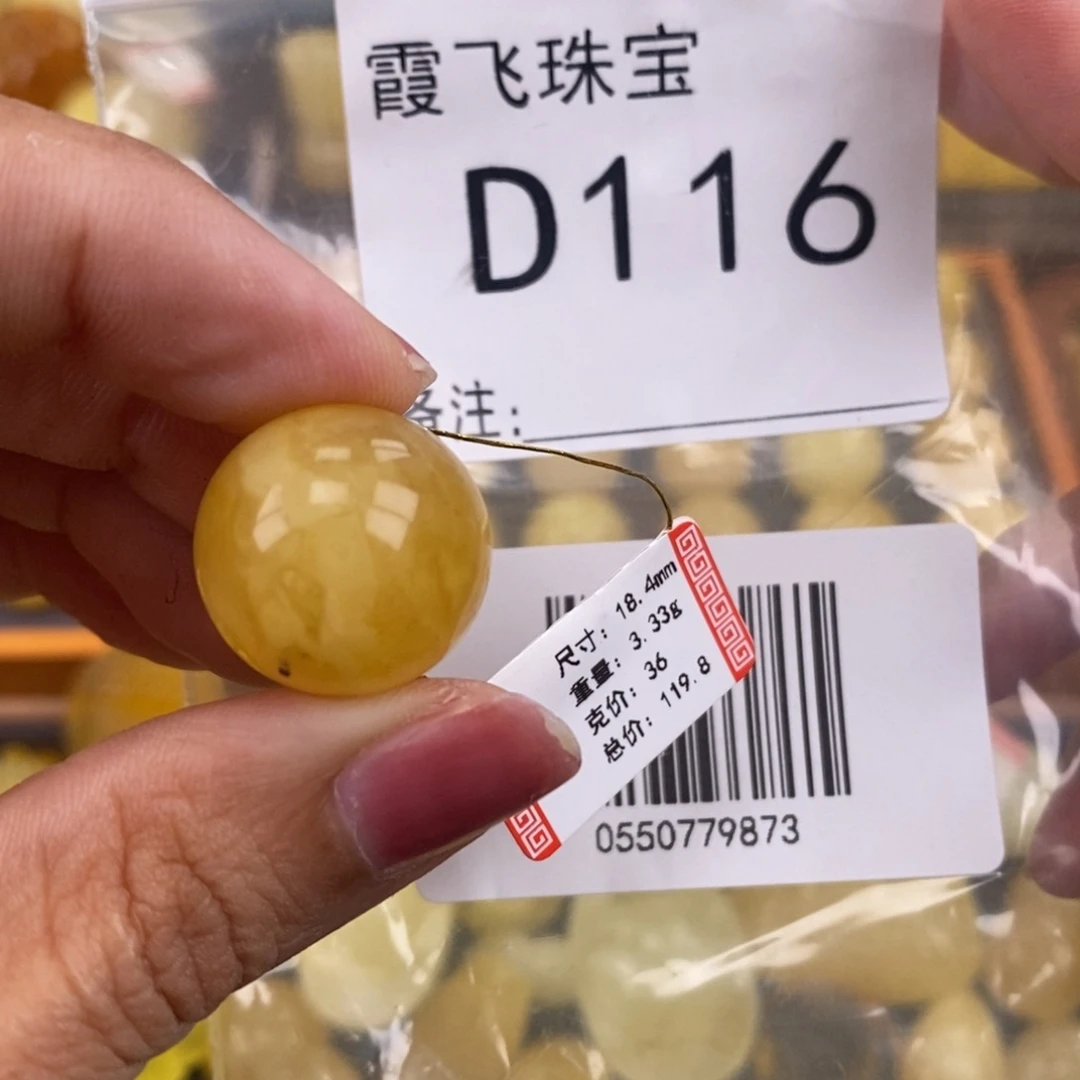 霞飞珠宝
D116
备注:
尺寸: 18.4mm
重量: 3.33g
克价: 36
总价: 119.8
0550779873